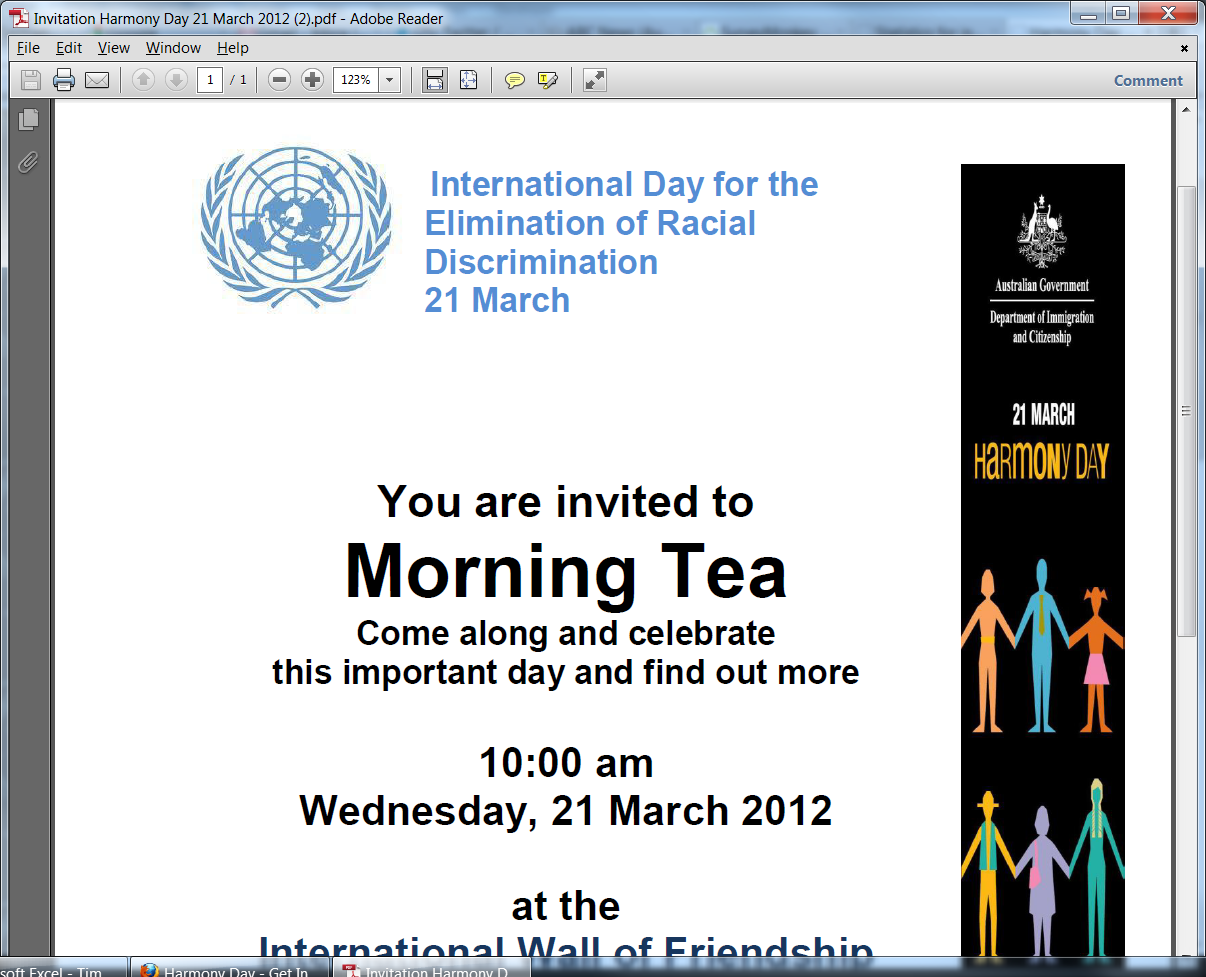 Invitation Harmony Day 21 March 2012 (2).pdf - Adobe Reader
File Edit View Window Help
1 / 1 123% Comment
International Day for the
Elimination of Racial
Discrimination
21 March
Australian Government
Department of Immigration
and Citizenship
21 MARCH
HaRmONy DAY
You are invited to
Morning Tea
Come along and celebrate
this important day and find out more
10:00 am
Wednesday, 21 March 2012
at the
International Wall of Friendship
soft Excel - Tim Harmony Day - Get In Invitation Harmony D